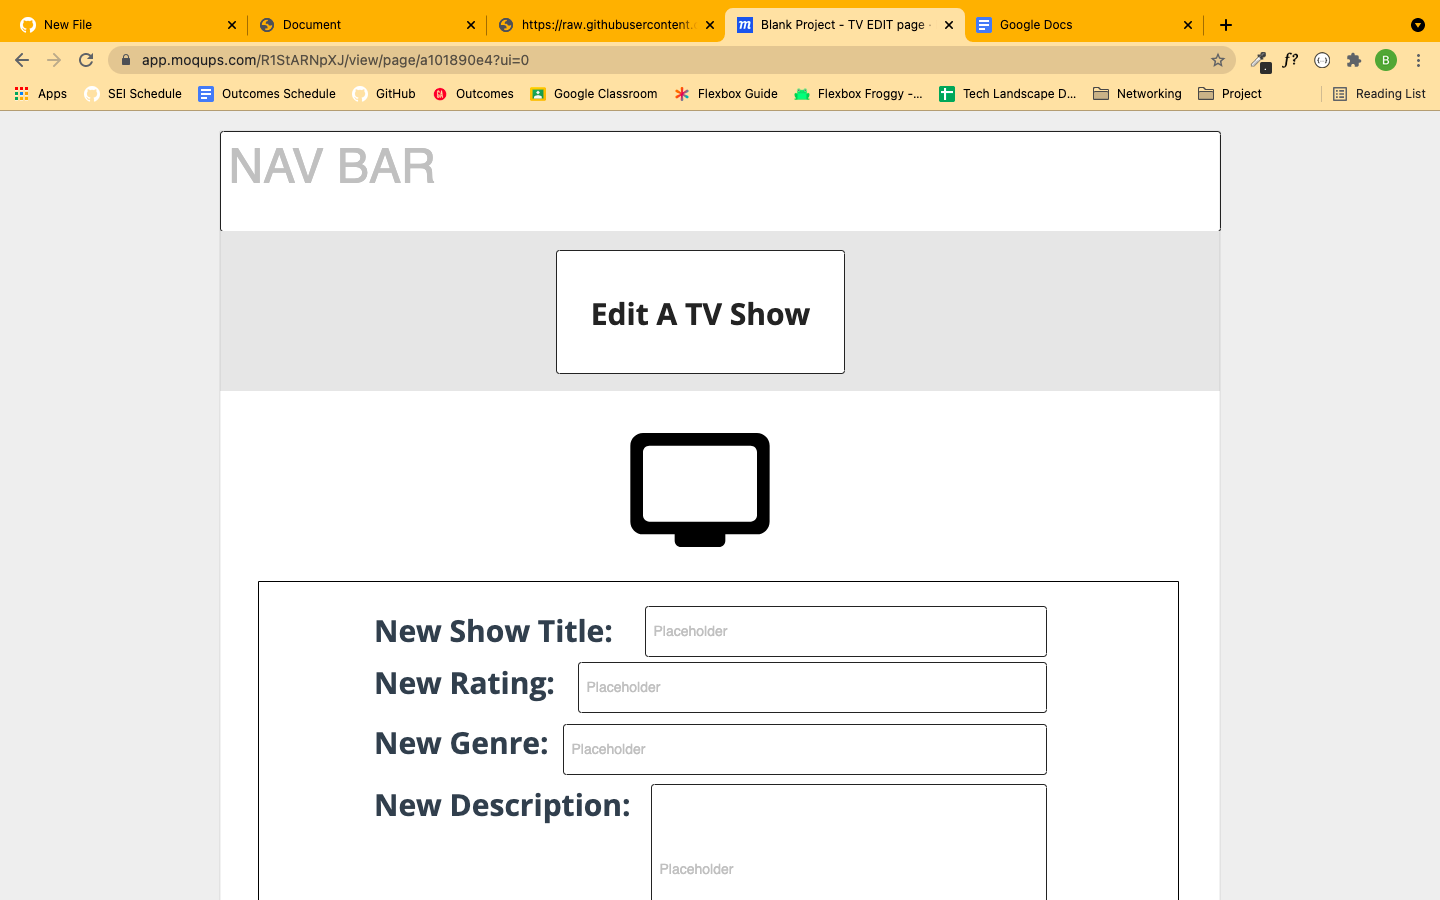 New File
Document
https://raw.githubusercontent.
Blank Project - TV EDIT page
Google Docs
app.moqups.com/R1StARNpXJ/view/page/a101890e4?ui=0
f?
B
Apps
SEI Schedule
Outcomes Schedule
GitHub
GA
Outcomes
Google Classroom
Flexbox Guide
Flexbox Froggy -...
Tech Landscape D...
Networking
Project
Reading List
NAV BAR
Edit A TV Show
New Show Title:
Placeholder
New Rating:
Placeholder
New Genre:
Placeholder
New Description:
Placeholder